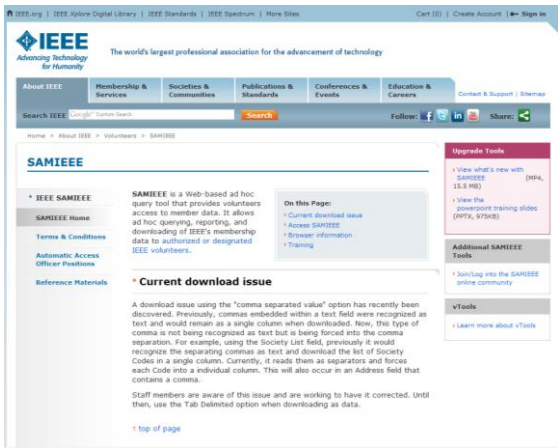 IEEE.org | IEEE Xplore Digital Library | IEEE Standards | IEEE Spectrum | More Sites
Cart (0) | Create Account | Sign in
IEEE
Advancing Technology
for Humanity
The world's largest professional association for the advancement of technology
About IEEE
Membership &
Services
Societies &
Communities
Publications &
Standards
Conferences &
Events
Education &
Careers
Contact & Support | Sitemap
Search IEEE
Google™ Custom Search
Search
Follow:
Share:
Home > About IEEE > Volunteers > SAMIEEE
SAMIEEE
IEEE SAMIEEE
SAMIEEE Home
Terms & Conditions
Automatic Access
Officer Positions
Reference Materials
SAMIEEE is a Web-based ad hoc
query tool that provides volunteers
access to member data. It allows
ad hoc querying, reporting, and
downloading of IEEE's membership
data to authorized or designated
IEEE volunteers.
On this Page:
Current download issue
Access SAMIEEE
Browser information
Training
Current download issue
A download issue using the "comma separated value" option has recently been
discovered. Previously, commas embedded within a text field were recognized as
text and would remain as a single column when downloaded. Now, this type of
comma is not being recognized as text but is being forced into the comma
separation. For example, using the Society List field, previously it would
recognize the separating commas as text and download the list of Society
Codes in a single column. Currently, it reads them as separators and forces
each Code into a individual column. This will also occur in an Address field that
contains a comma.
Staff members are aware of this issue and are working to have it corrected. Until
then, use the Tab Delimited option when downloading as data.
top of page
Upgrade Tools
View what's new with
SAMIEEE (MP4,
15.5 MB)
View the
powerpoint training slides
(PPTX, 975KB)
Additional SAMIEEE
Tools
Join/Log into the SAMIEEE
online community
vTools
Learn more about vTools